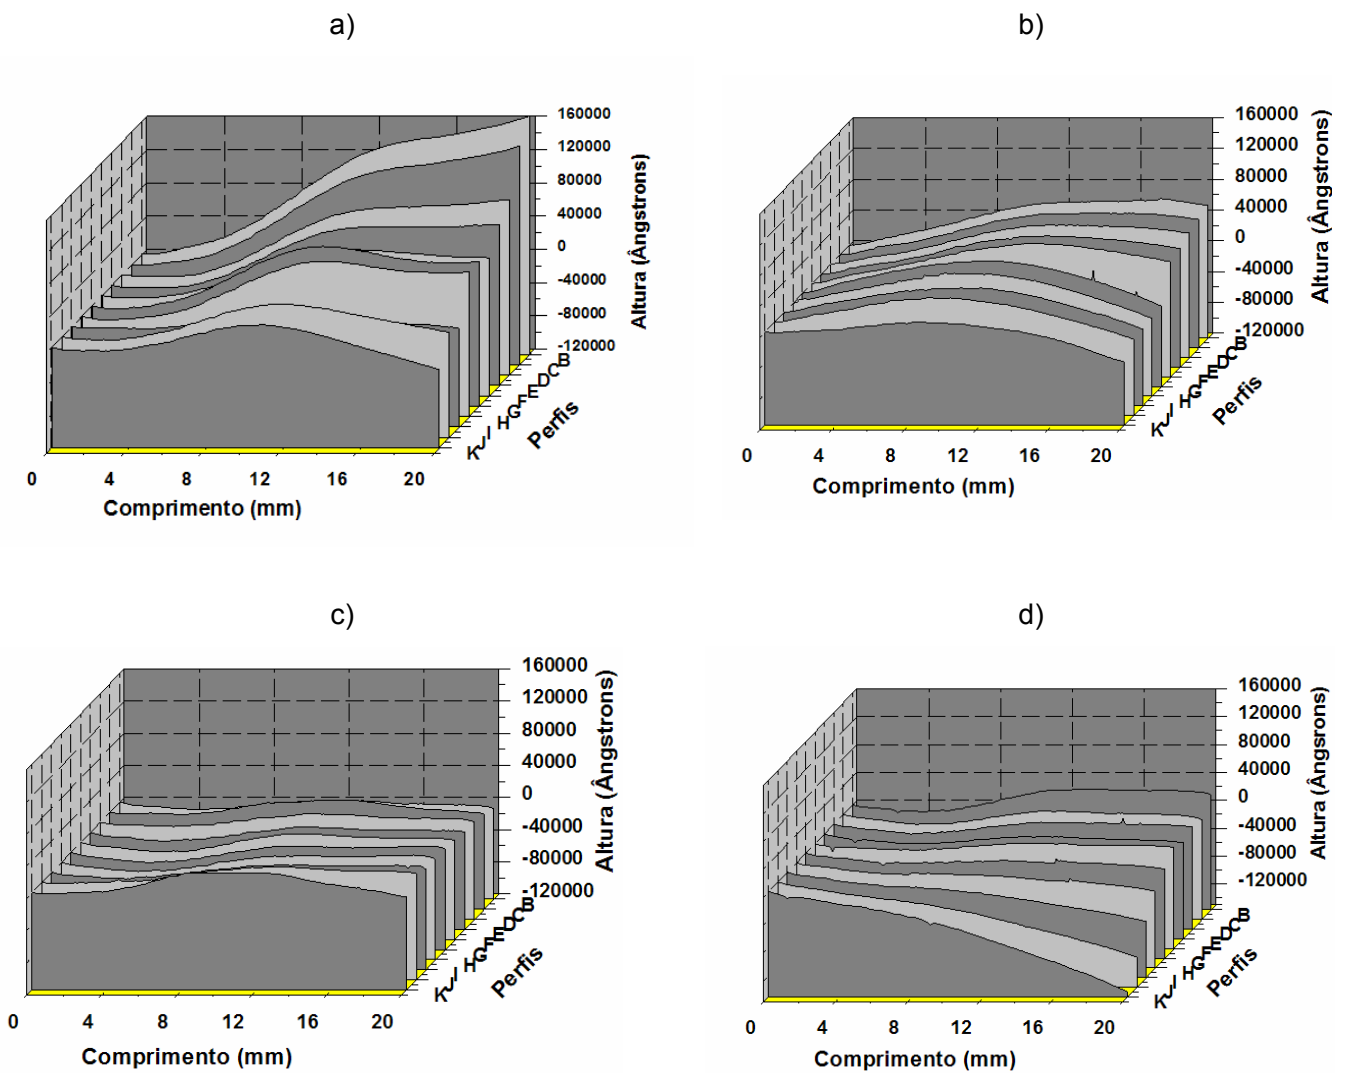 a)
160000
120000
80000
40000
0
-40000
-80000
-120000
Altura (Ângstrons)
B
C
D
E
F
G
H
I
J
K
Perfis
0 4 8 12 16 20
Comprimento (mm)
b)
160000
120000
80000
40000
0
-40000
-80000
-120000
Altura (Ângstrons)
B
C
D
E
F
G
H
I
J
K
Perfis
0 4 8 12 16 20
Comprimento (mm)
c)
160000
120000
80000
40000
0
-40000
-80000
-120000
Altura (Ângstrons)
B
C
D
E
F
G
H
I
J
K
Perfis
0 4 8 12 16 20
Comprimento (mm)
d)
160000
120000
80000
40000
0
-40000
-80000
-120000
Altura (Ângsrons)
B
C
D
E
F
G
H
I
J
K
Perfis
0 4 8 12 16 20
Comprimento (mm)